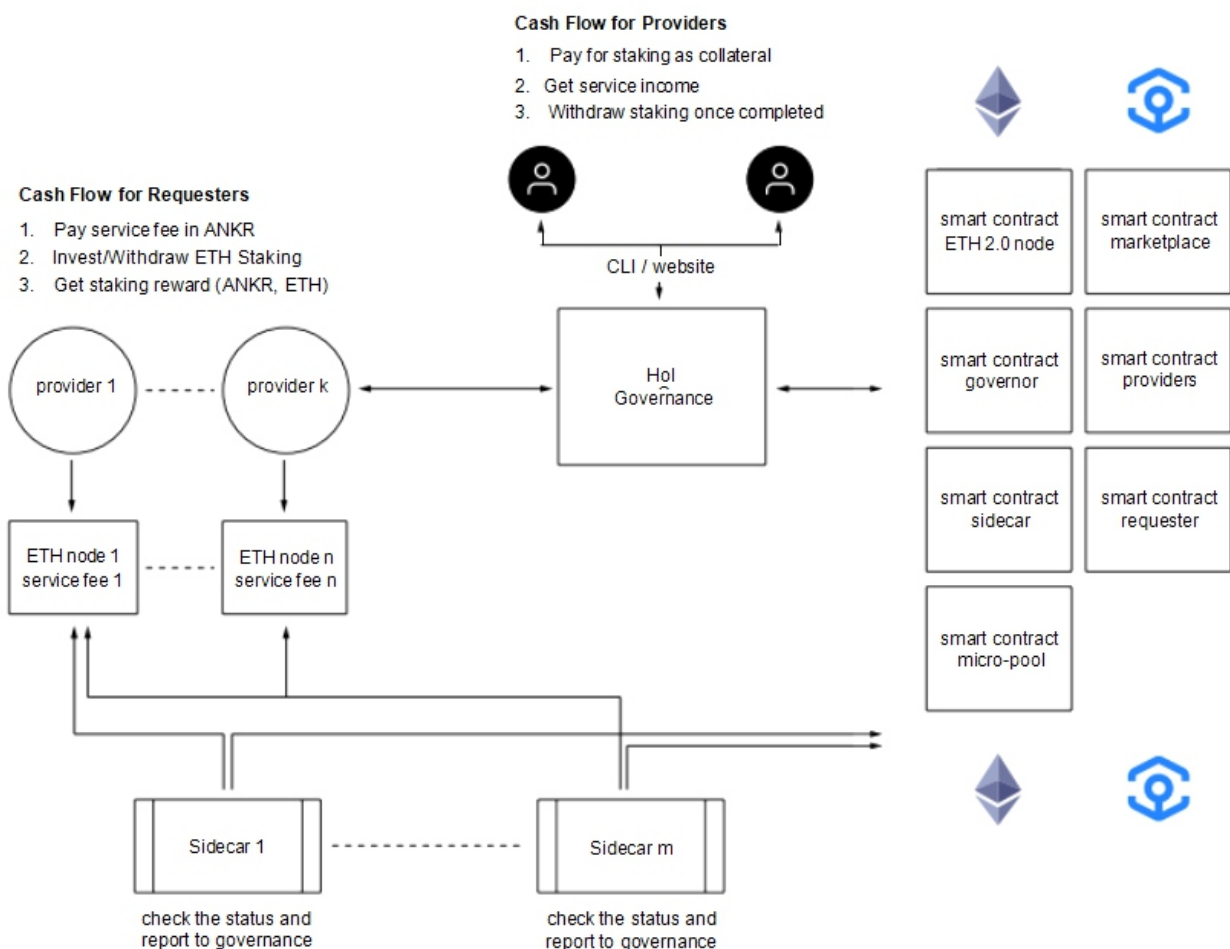 Cash Flow for Providers
1. Pay for staking as collateral
2. Get service income
3. Withdraw staking once completed
Cash Flow for Requesters
1. Pay service fee in ANKR
2. Invest/Withdraw ETH Staking
3. Get staking reward (ANKR, ETH)
CLI / website
provider 1
provider k
Governance
ETH node 1
service fee 1
ETH node n
service fee n
smart contract
ETH 2.0 node
smart contract
marketplace
smart contract
governor
smart contract
providers
smart contract
sidecar
smart contract
requester
smart contract
micro-pool
Sidecar 1
Sidecar m
check the status and
report to governance
check the status and
report to governance